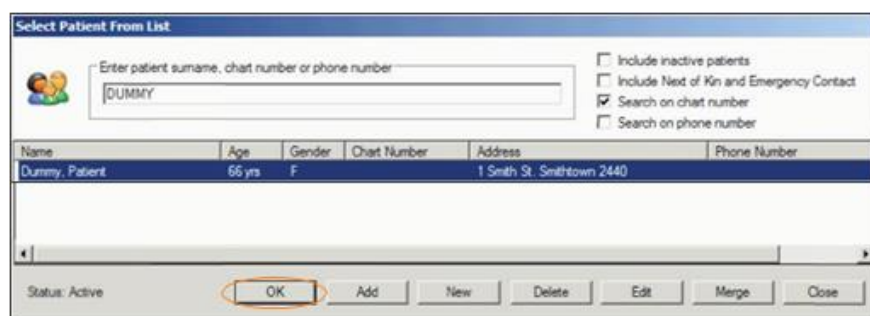 Select Patient From List
Enter patient surname, chart number or phone number
DUMMY
Include inactive patients
Include Next of Kin and Emergency Contact
Search on chart number
Search on phone number
Name Age Gender Chart Number Address Phone Number
Dummy, Patient 66 yrs F 1 Smith St. Smithtown 2440
Status: Active OK Add New Delete Edit Merge Close